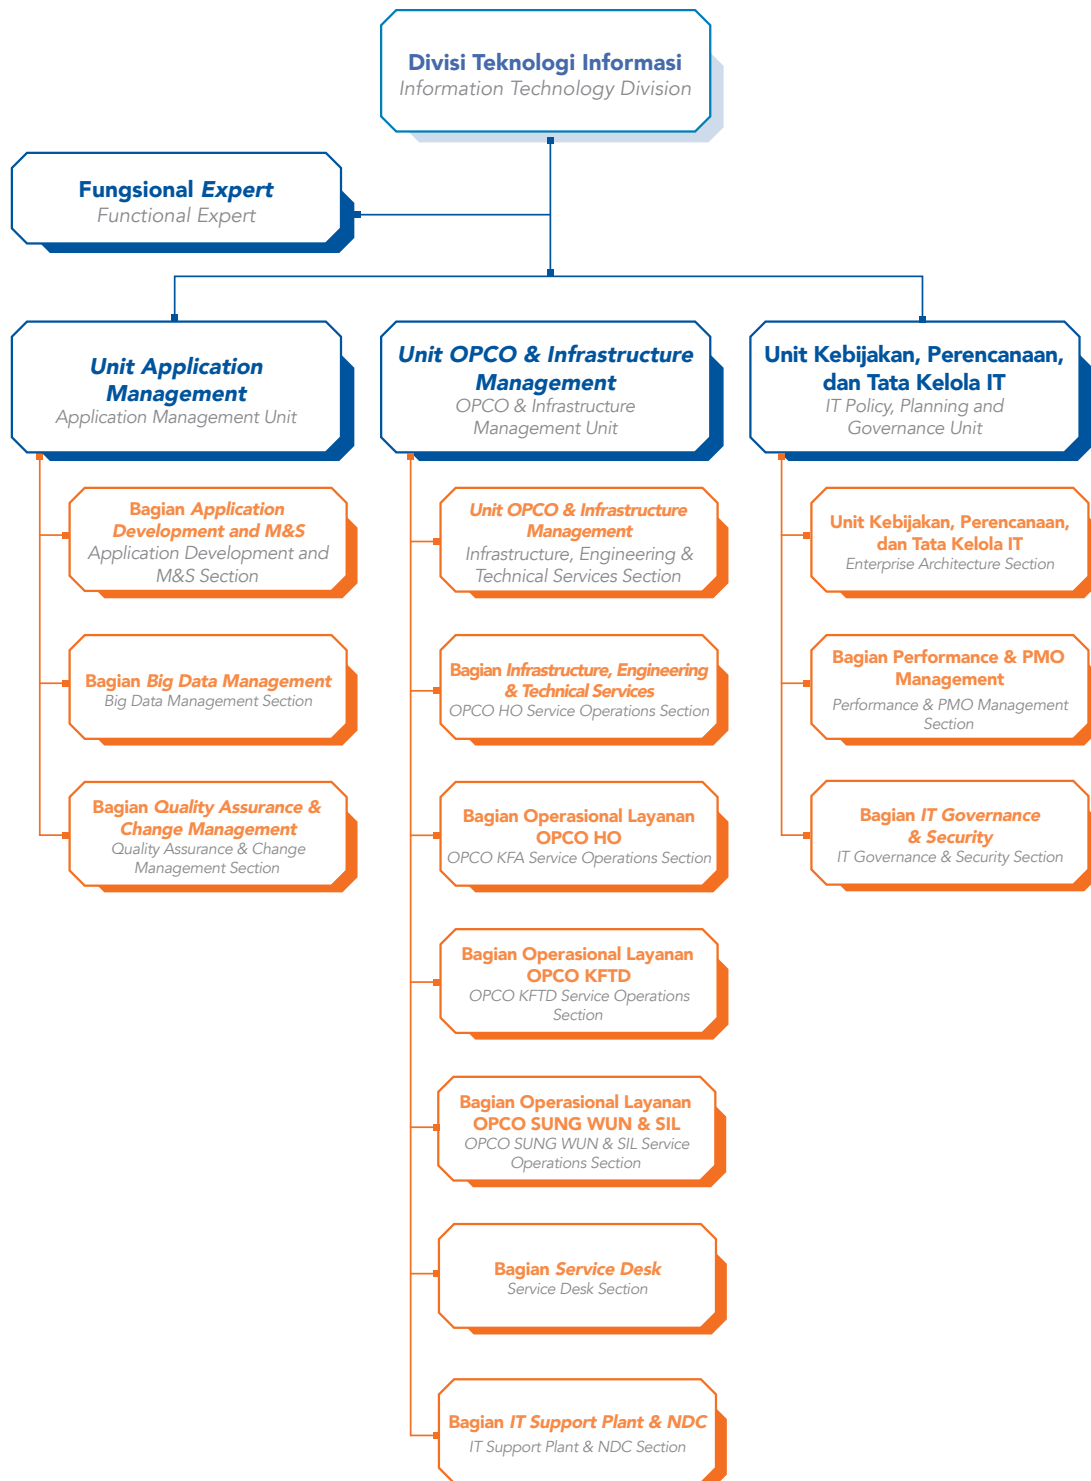 Divisi Teknologi Informasi
Information Technology Division
Fungsional Expert
Functional Expert
Unit Application
Management
Application Management Unit
Unit OPCO & Infrastructure
Management
OPCO & Infrastructure
Management Unit
Unit Kebijakan, Perencanaan,
dan Tata Kelola IT
IT Policy, Planning and
Governance Unit
Bagian Application
Development and M&S
Application Development and
M&S Section
Bagian Big Data Management
Big Data Management Section
Bagian Quality Assurance &
Change Management
Quality Assurance & Change
Management Section
Unit OPCO & Infrastructure
Management
Infrastructure, Engineering &
Technical Services Section
Bagian Infrastructure, Engineering
& Technical Services
OPCO HO Service Operations Section
Bagian Operasional Layanan
OPCO HO
OPCO KFA Service Operations Section
Bagian Operasional Layanan
OPCO KFTD
OPCO KFTD Service Operations
Section
Bagian Operasional Layanan
OPCO SUNG WUN & SIL
OPCO SUNG WUN & SIL Service
Operations Section
Bagian Service Desk
Service Desk Section
Bagian IT Support Plant & NDC
IT Support Plant & NDC Section
Unit Kebijakan, Perencanaan,
dan Tata Kelola IT
Enterprise Architecture Section
Bagian Performance & PMO
Management
Performance & PMO Management
Section
Bagian IT Governance
& Security
IT Governance & Security Section